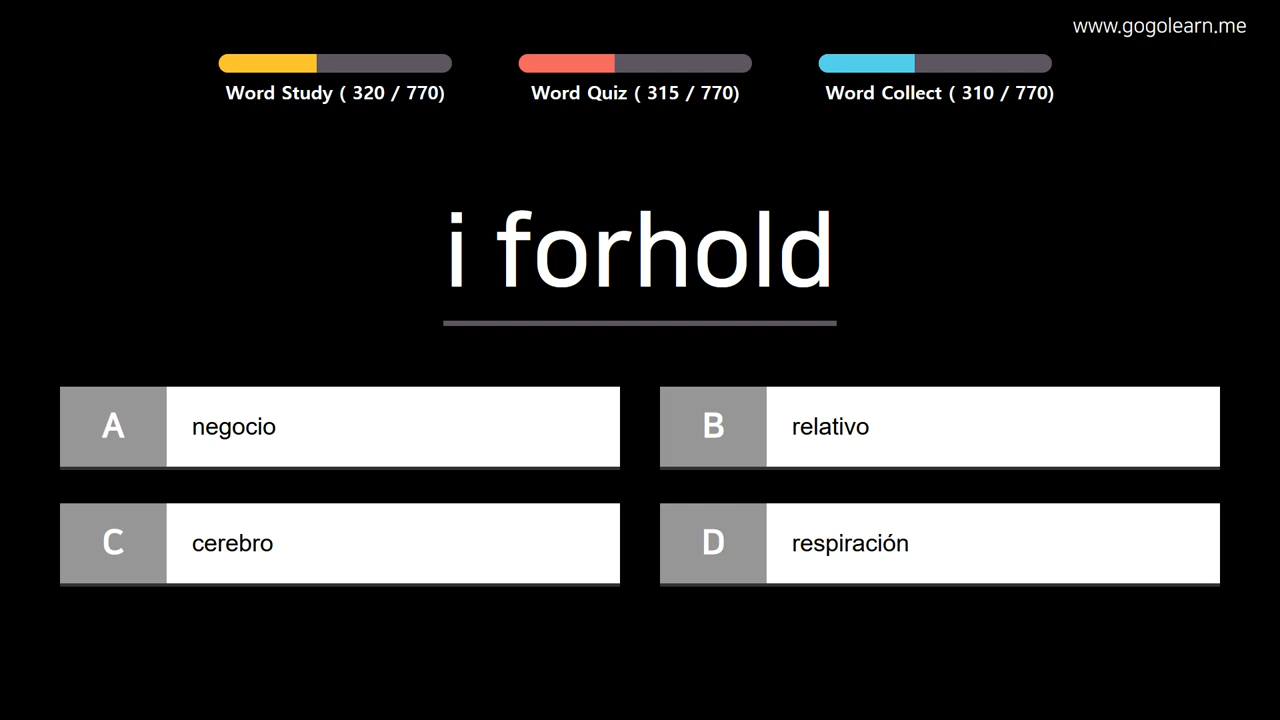 www.gogolearn.me
Word Study ( 320 / 770)
Word Quiz ( 315 / 770)
Word Collect ( 310 / 770)
i forhold
A negocio
B relativo
C cerebro
D respiración